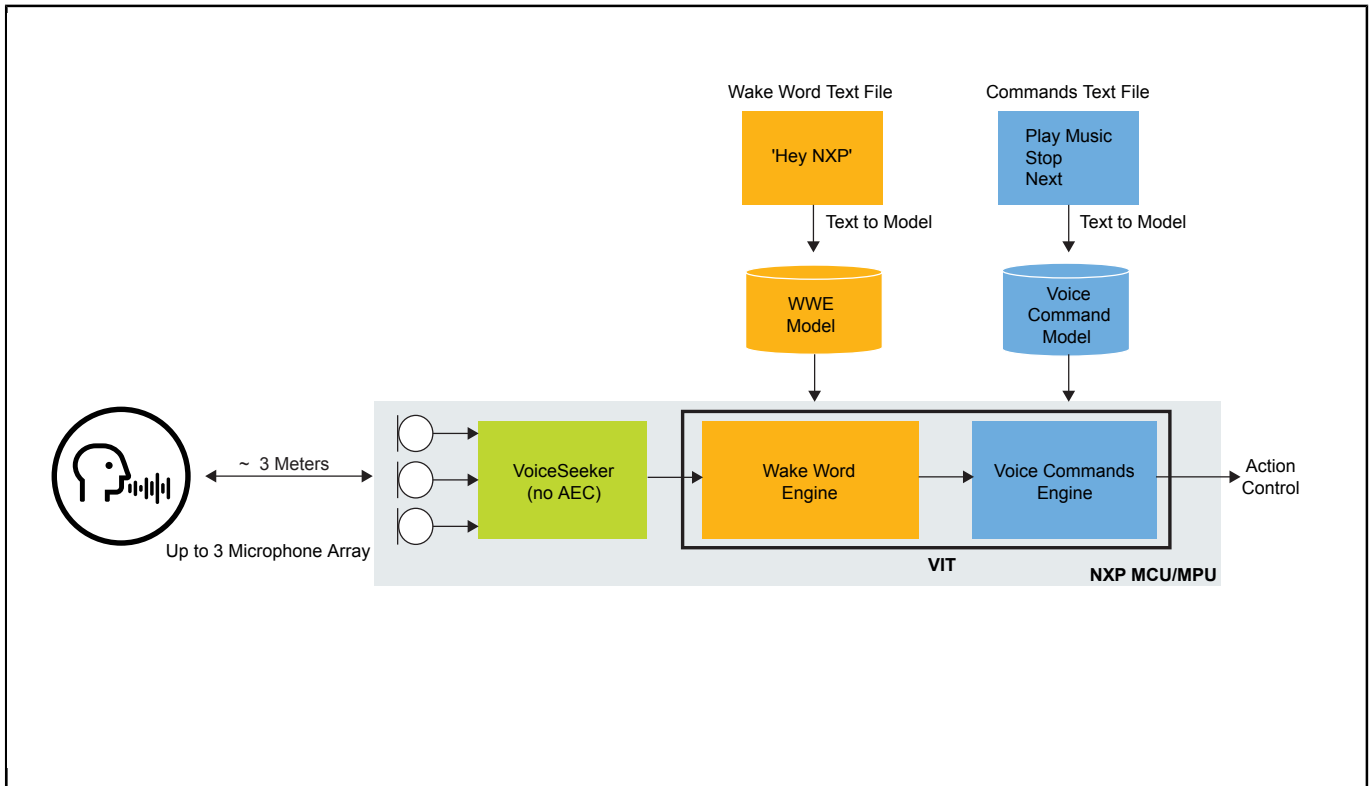 Wake Word Text File
Commands Text File
'Hey NXP'
Play Music
Stop
Next
Text to Model
Text to Model
WWE
Model
Voice
Command
Model
~ 3 Meters
VoiceSeeker
(no AEC)
Wake Word
Engine
Voice Commands
Engine
Action
Control
Up to 3 Microphone Array
VIT
NXP MCU/MPU